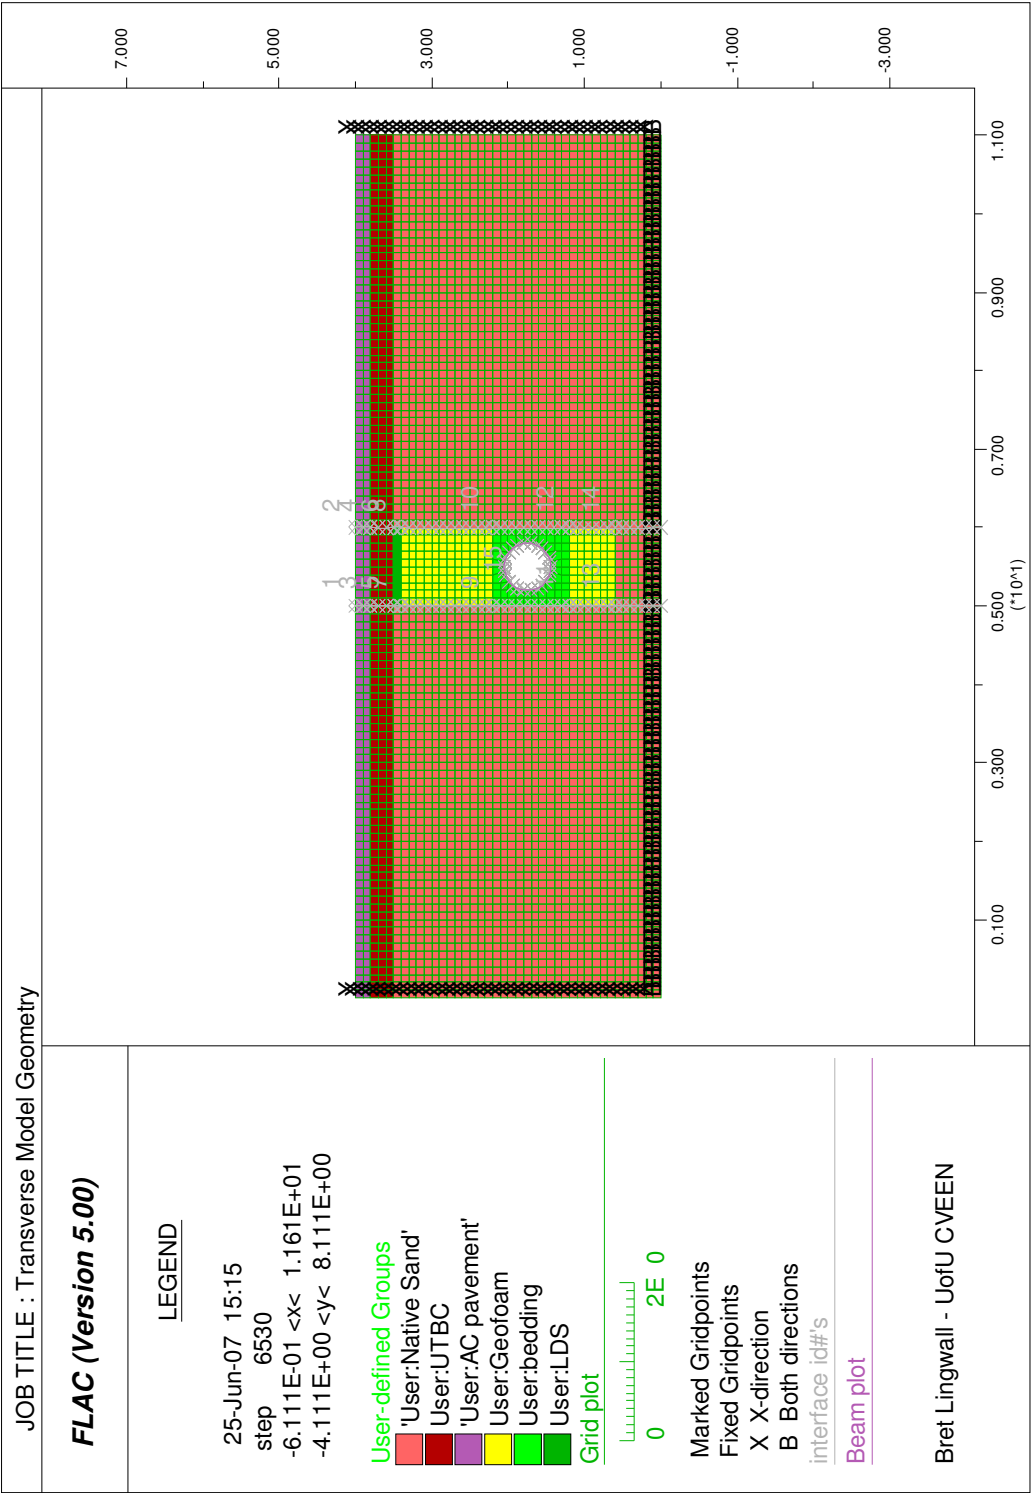 JOB TITLE : Transverse Model Geometry
FLAC (Version 5.00)
LEGEND
25-Jun-07 15:15
step 6530
-6.111E-01 <x< 1.161E+01
-4.111E+00 <y< 8.111E+00
User-defined Groups
'User:Native Sand'
User:UTBC
'User:AC pavement'
User:Geofoam
User:bedding
User:LDS
Grid plot
0 2E 0
Marked Gridpoints
Fixed Gridpoints
X X-direction
B Both directions
interface id#'s
Beam plot
Bret Lingwall - UofU CVEEN
7.000
5.000
3.000
1.000
-1.000
-3.000
0.100
0.300
0.500
0.700
0.900
1.100
(*10^1)
1 2
3 4
5 6
7 8
9 10
15
12
13 14